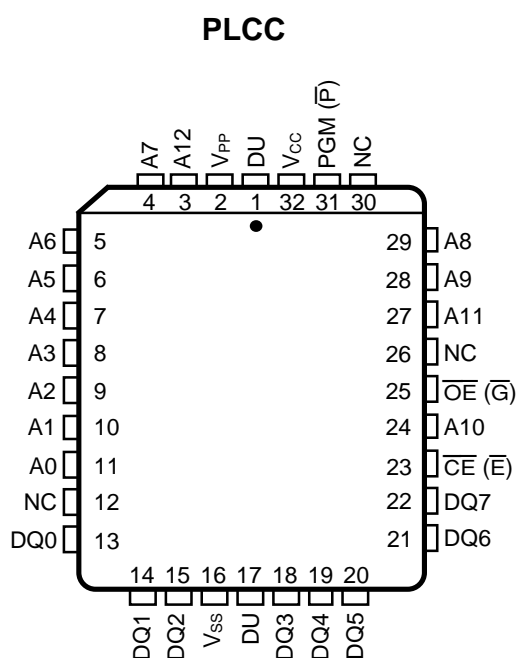 PLCC
A7 A12 VPP DU VCC PGM (P̅) NC
4 3 2 1 32 31 30
A6 5 29 A8
A5 6 28 A9
A4 7 27 A11
A3 8 26 NC
A2 9 25 O̅E̅ (G̅)
A1 10 24 A10
A0 11 23 C̅E̅ (E̅)
NC 12 22 DQ7
DQ0 13 21 DQ6
14 15 16 17 18 19 20
DQ1 DQ2 VSS DU DQ3 DQ4 DQ5